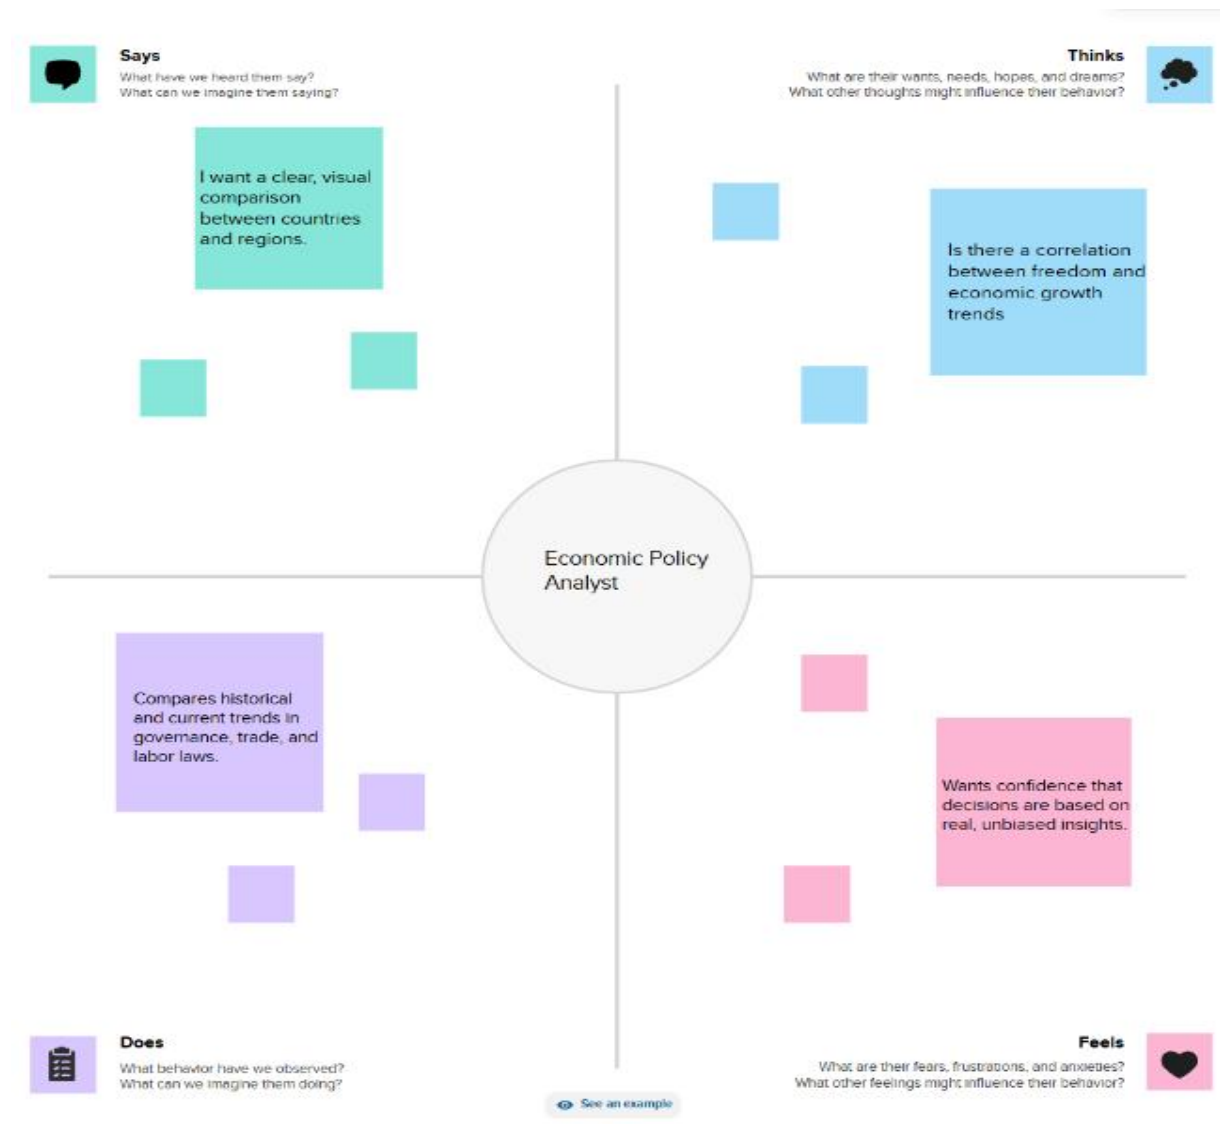 Says
What have we heard them say?
What can we imagine them saying?
Thinks
What are their wants, needs, hopes, and dreams?
What other thoughts might influence their behavior?
I want a clear, visual
comparison
between countries
and regions.
Is there a correlation
between freedom and
economic growth
trends
Economic Policy
Analyst
Compares historical
and current trends in
governance, trade, and
labor laws.
Wants confidence that
decisions are based on
real, unbiased insights.
Does
What behavior have we observed?
What can we imagine them doing?
Feels
What are their fears, frustrations, and anxieties?
What other feelings might influence their behavior?
See an example